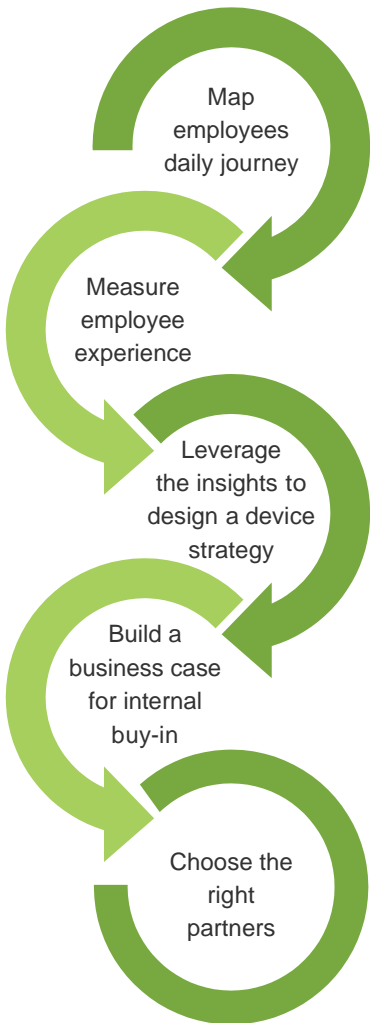 Map
employees
daily journey
Measure
employee
experience
Leverage
the insights to
design a device
strategy
Build a
business case
for internal
buy-in
Choose the
right
partners